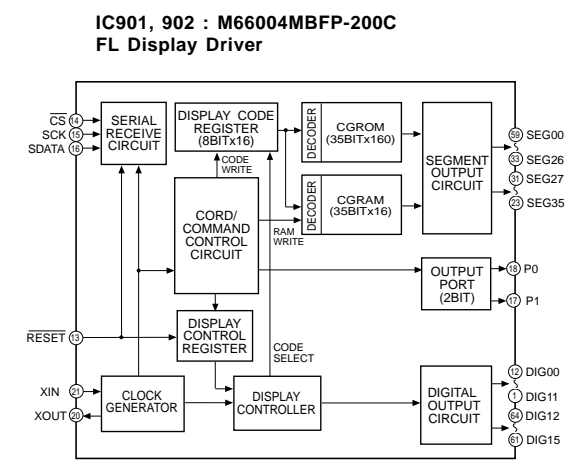 IC901, 902 : M66004MBFP-200C
FL Display Driver
CS 14
SCK 15
SDATA 16
SERIAL
RECEIVE
CIRCUIT
DISPLAY CODE
REGISTER
(8BITx16)
CODE
WRITE
DECODER
CGROM
(35BITx160)
DECODER
CGRAM
(35BITx16)
SEGMENT
OUTPUT
CIRCUIT
59 SEG00
33 SEG26
31 SEG27
23 SEG35
CORD/
COMMAND
CONTROL
CIRCUIT
RAM
WRITE
OUTPUT
PORT
(2BIT)
18 P0
17 P1
RESET 13
DISPLAY
CONTROL
REGISTER
CODE
SELECT
XIN 21
XOUT 20
CLOCK
GENERATOR
DISPLAY
CONTROLLER
DIGITAL
OUTPUT
CIRCUIT
12 DIG00
1 DIG11
64 DIG12
61 DIG15